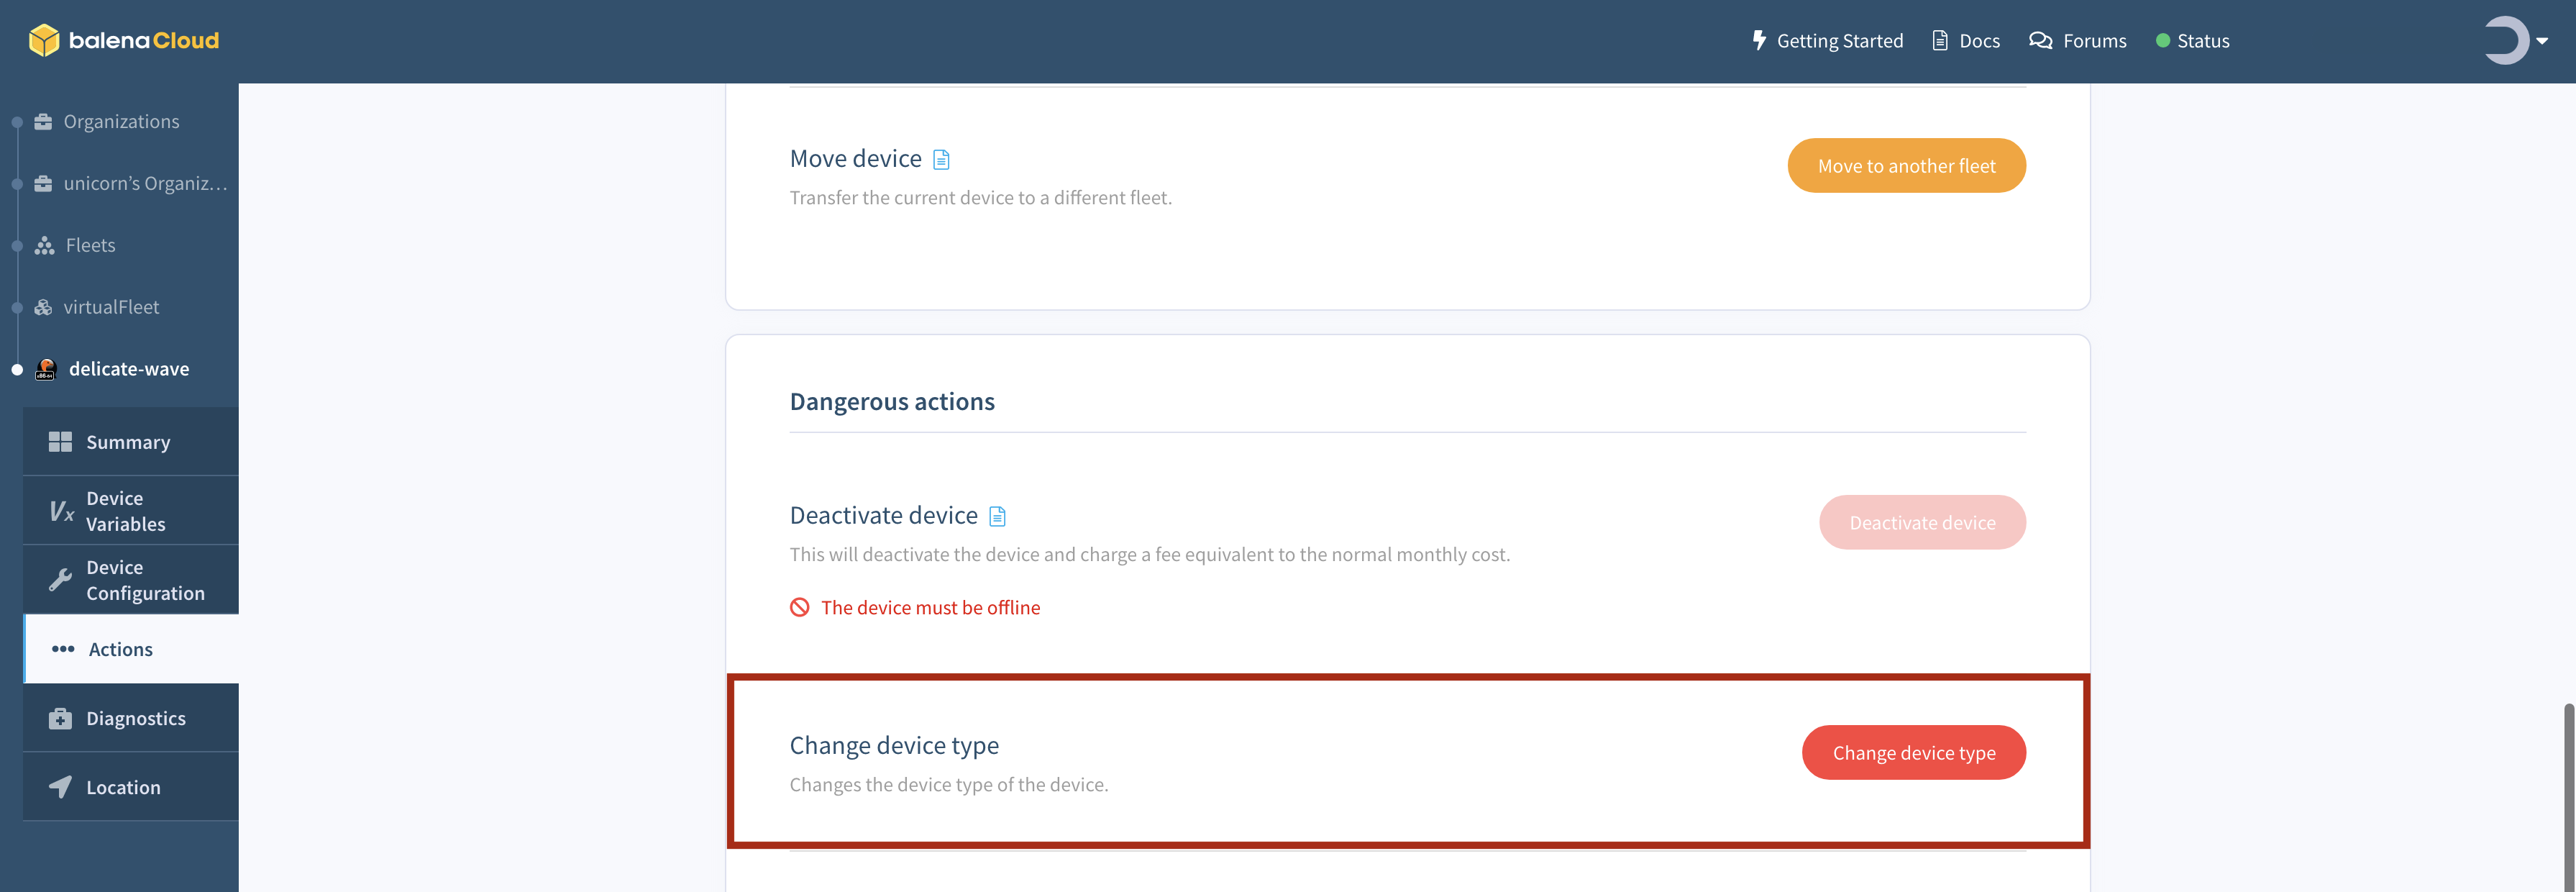 balenaCloud
Getting Started
Docs
Forums
Status
Organizations
unicorn's Organiz...
Fleets
virtualFleet
delicate-wave
Summary
Vx
Device
Variables
Device
Configuration
Actions
Diagnostics
Location
Move device
Transfer the current device to a different fleet.
Move to another fleet
Dangerous actions
Deactivate device
This will deactivate the device and charge a fee equivalent to the normal monthly cost.
The device must be offline
Deactivate device
Change device type
Changes the device type of the device.
Change device type